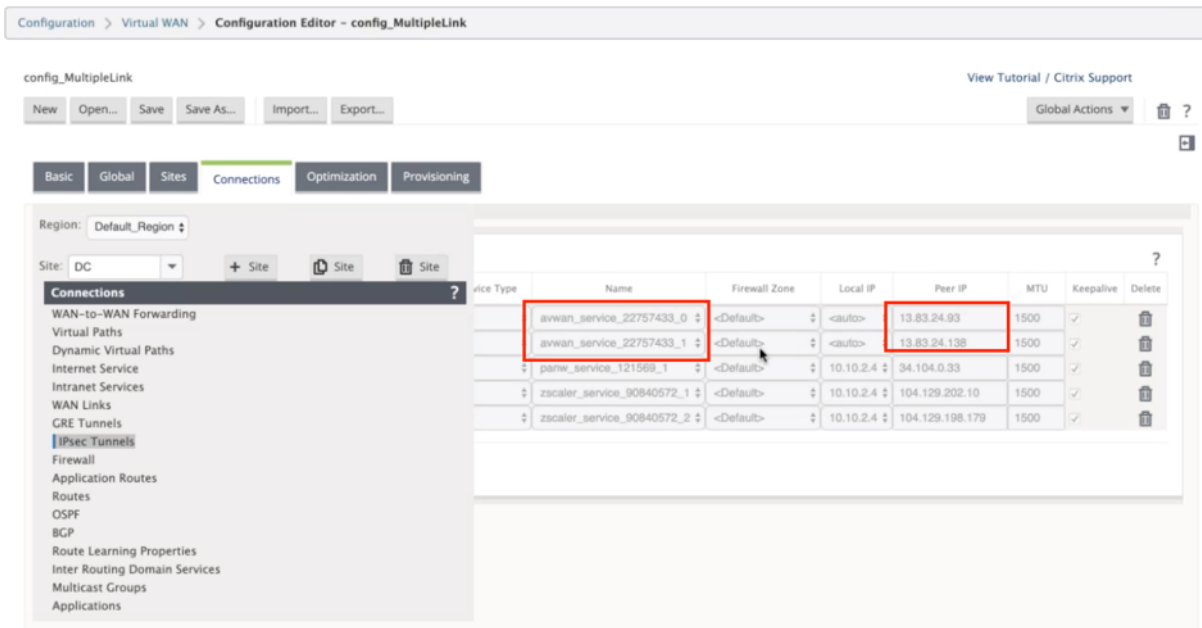 Configuration > Virtual WAN > Configuration Editor – config_MultipleLink
config_MultipleLink
View Tutorial / Citrix Support
New Open... Save Save As... Import... Export... Global Actions ?
Basic Global Sites Connections Optimization Provisioning
Region: Default_Region
Site: DC + Site Site Site
?
Connections ?
WAN-to-WAN Forwarding
Virtual Paths
Dynamic Virtual Paths
Internet Service
Intranet Services
WAN Links
GRE Tunnels
IPsec Tunnels
Firewall
Application Routes
Routes
OSPF
BGP
Route Learning Properties
Inter Routing Domain Services
Multicast Groups
Applications
vice Type Name Firewall Zone Local IP Peer IP MTU Keepalive Delete
avwan_service_22757433_0 <Default> <auto> 13.83.24.93 1500
avwan_service_22757433_1 <Default> <auto> 13.83.24.138 1500
panw_service_121569_1 <Default> 10.10.2.4 34.104.0.33 1500
zscaler_service_90840572_1 <Default> 10.10.2.4 104.129.202.10 1500
zscaler_service_90840572_2 <Default> 10.10.2.4 104.129.198.179 1500